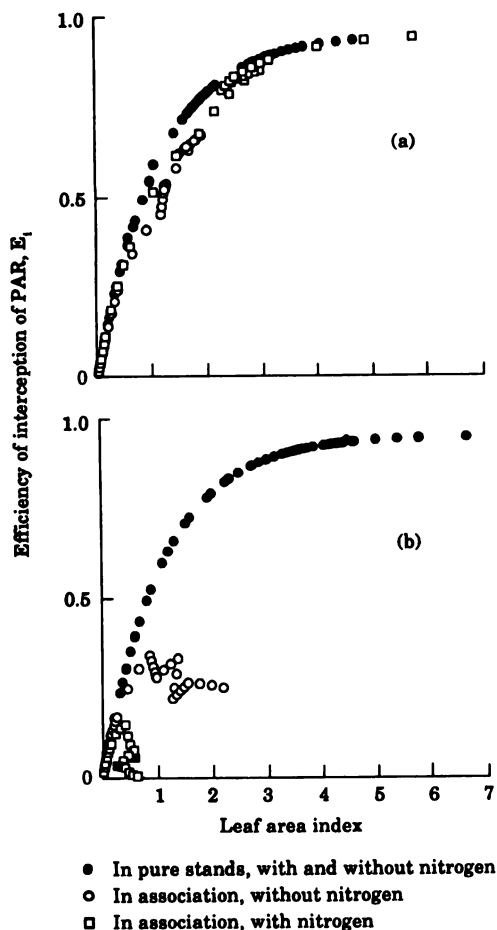 1.0
(a)
0.5
0
Efficiency of interception of PAR, Ei
1.0
(b)
0.5
0
1 2 3 4 5 6 7
Leaf area index
● In pure stands, with and without nitrogen
○ In association, without nitrogen
□ In association, with nitrogen